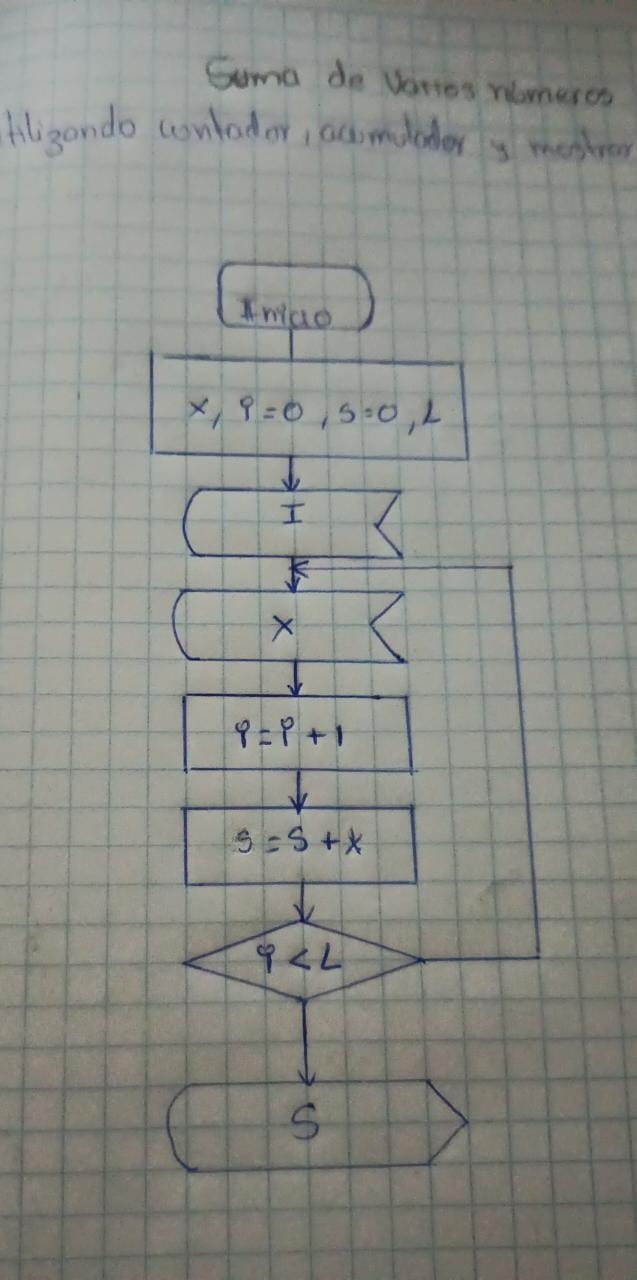 Suma de varios números
tilizando contador, acumulador y mostrar
Inicio
X, P=0, S=0, L
I
X
P=P+1
S=S+X
P<L
S